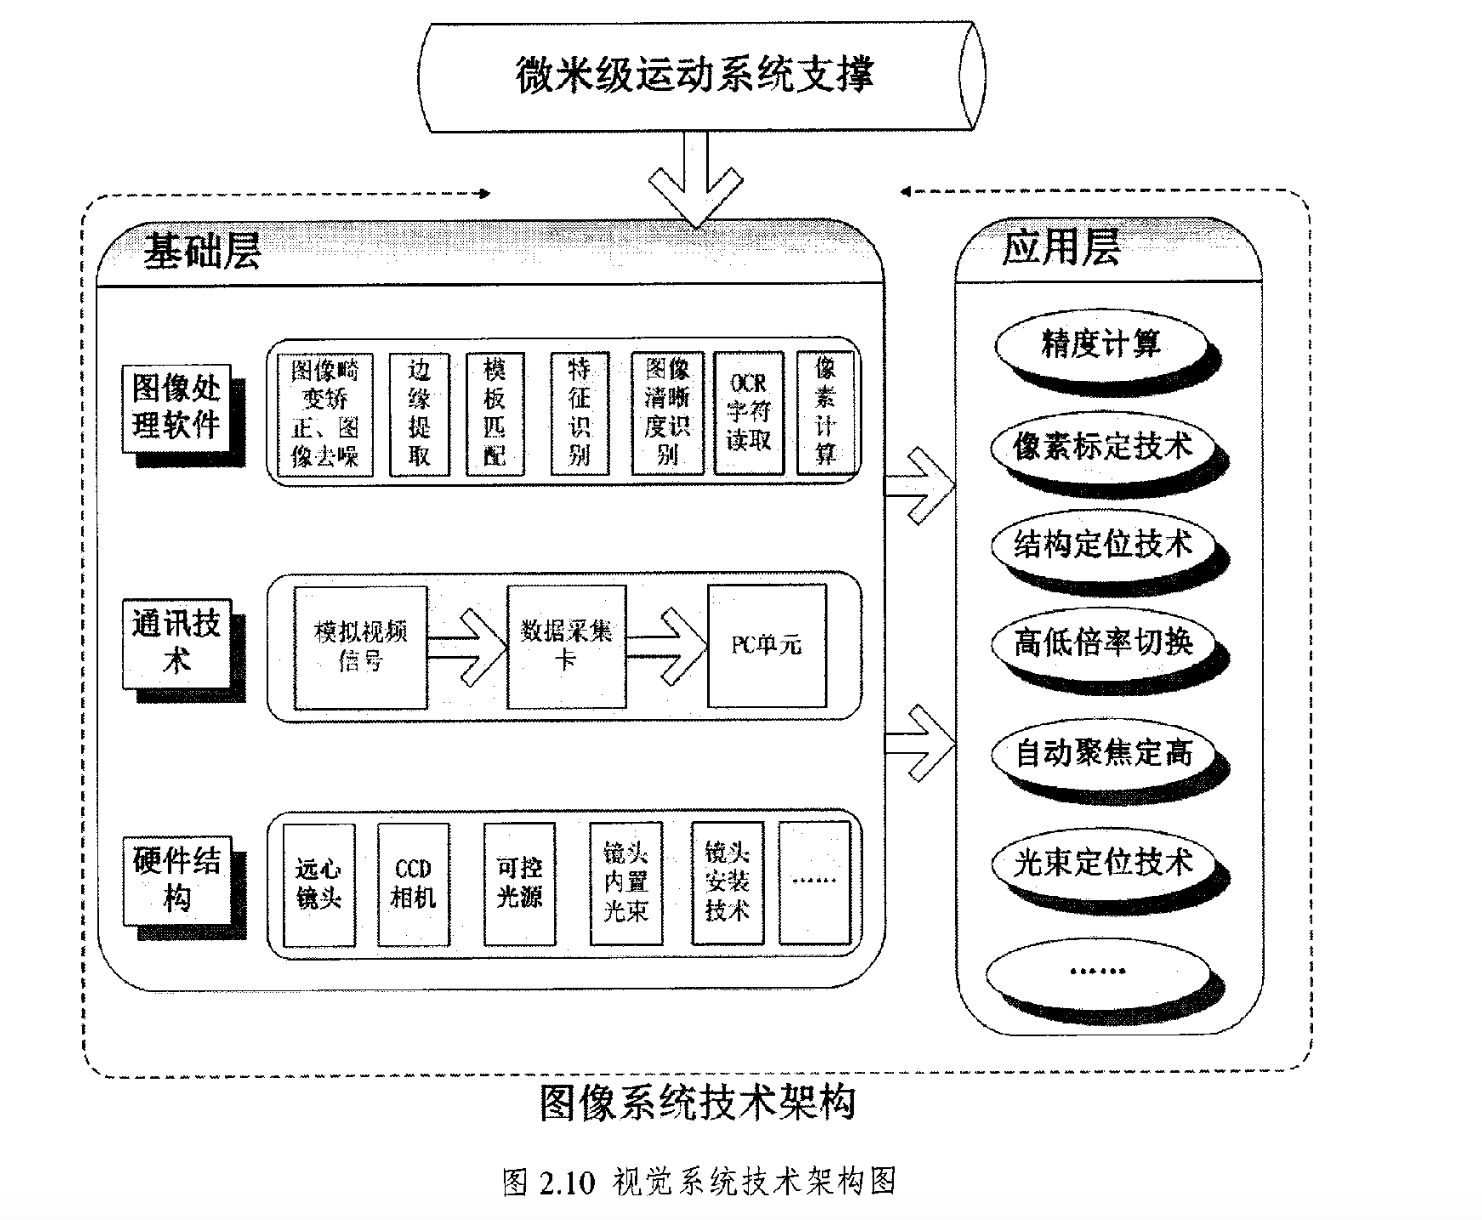 微米级运动系统支撑
基础层
图像处
理软件
图像畸
变矫
正、图
像去噪
边
缘
提
取
模
板
匹
配
特
征
识
别
图像
清晰
度识
别
OCR
字符
读取
像
素
计
算
通讯技
术
模拟视频
信号
数据采集
卡
PC单元
硬件结
构
远心
镜头
CCD
相机
可控
光源
镜头
内置
光束
镜头
安装
技术
……
应用层
精度计算
像素标定技术
结构定位技术
高低倍率切换
自动聚焦定高
光束定位技术
……
图像系统技术架构
图 2.10 视觉系统技术架构图